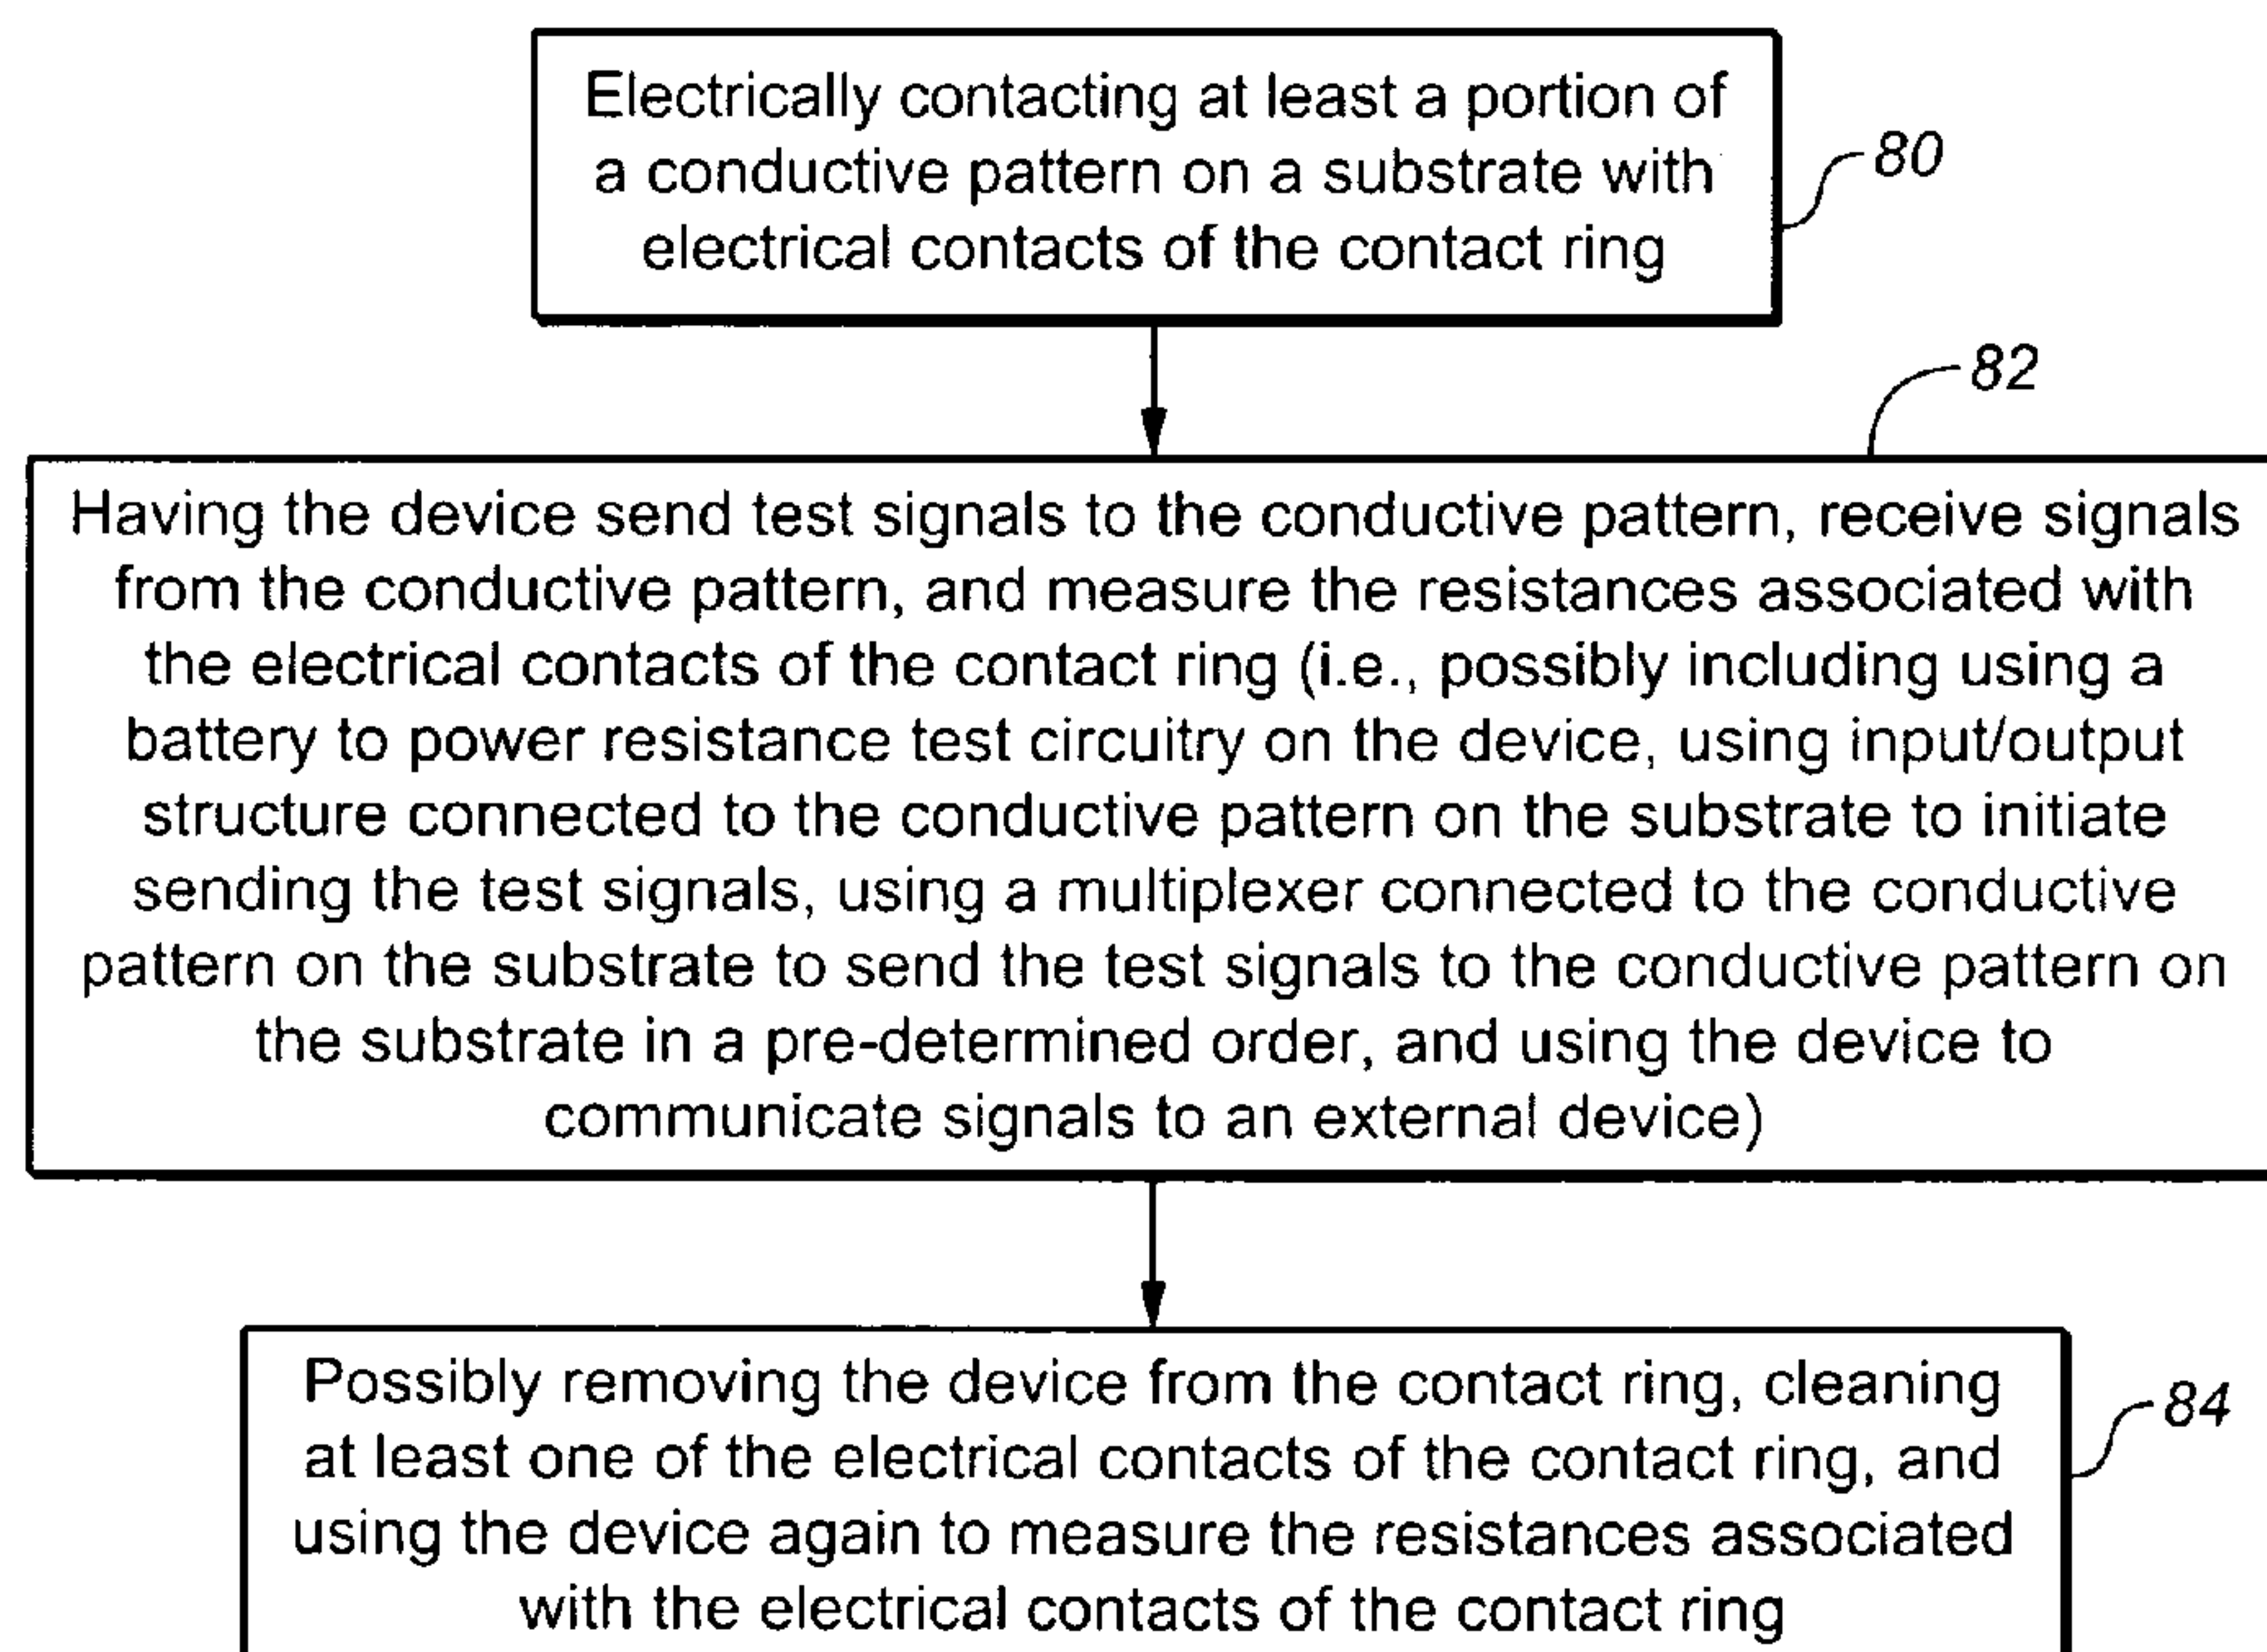 Electrically contacting at least a portion of
a conductive pattern on a substrate with
electrical contacts of the contact ring
80
82
Having the device send test signals to the conductive pattern, receive signals
from the conductive pattern, and measure the resistances associated with
the electrical contacts of the contact ring (i.e., possibly including using a
battery to power resistance test circuitry on the device, using input/output
structure connected to the conductive pattern on the substrate to initiate
sending the test signals, using a multiplexer connected to the conductive
pattern on the substrate to send the test signals to the conductive pattern on
the substrate in a pre-determined order, and using the device to
communicate signals to an external device)
Possibly removing the device from the contact ring, cleaning
at least one of the electrical contacts of the contact ring, and
using the device again to measure the resistances associated
with the electrical contacts of the contact ring
84